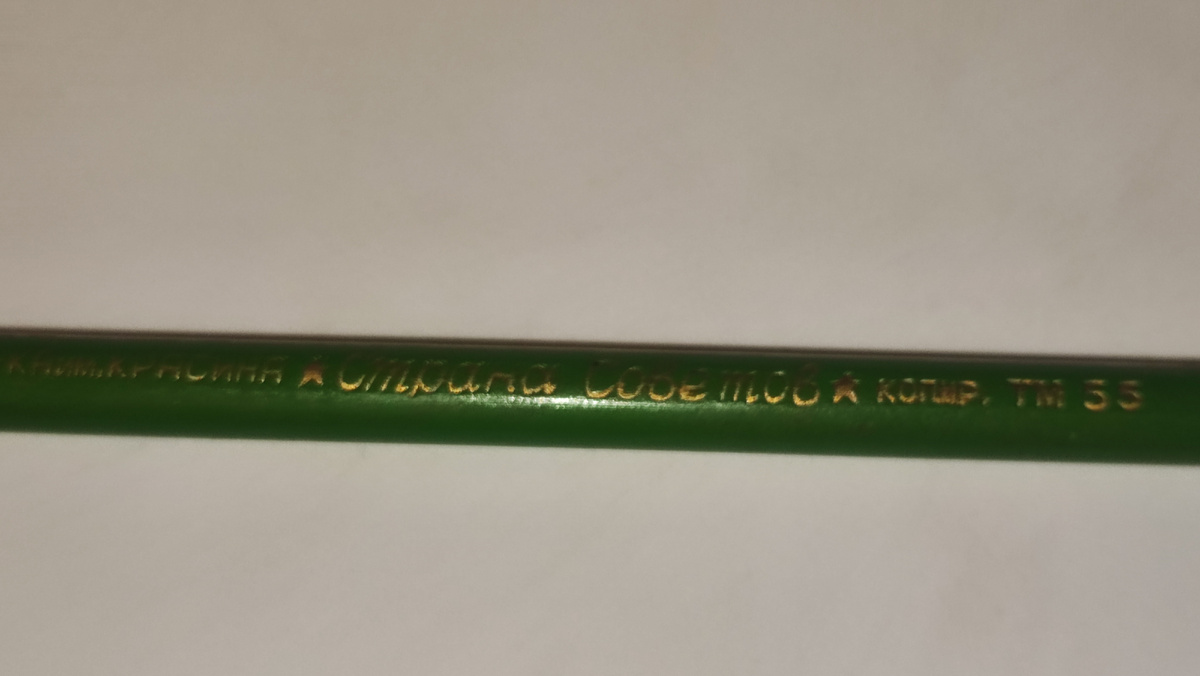 ИМ.КРАСИНА ★ Страна Советов ★ КОПИР. ТМ 55